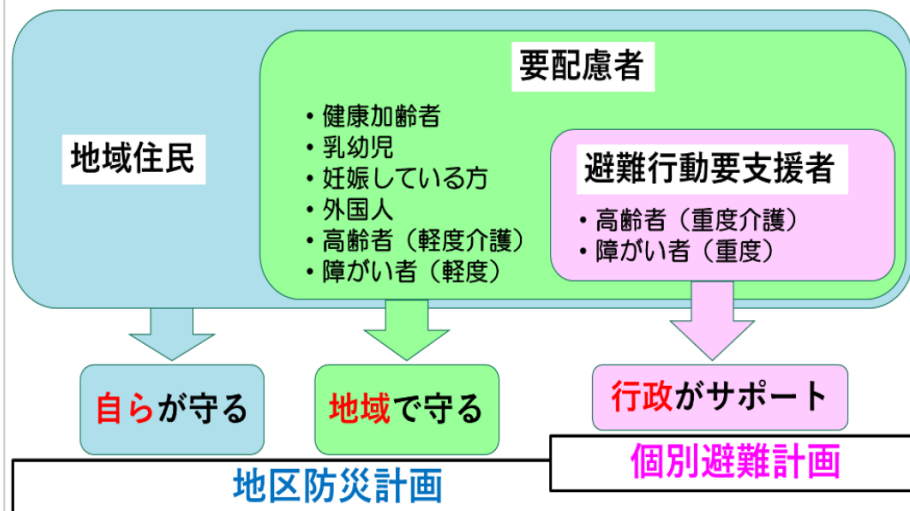 要配慮者
地域住民
・健康加齢者
・乳幼児
・妊娠している方
・外国人
・高齢者（軽度介護）
・障がい者（軽度）
避難行動要支援者
・高齢者（重度介護）
・障がい者（重度）
自らが守る
地域で守る
行政がサポート
地区防災計画
個別避難計画